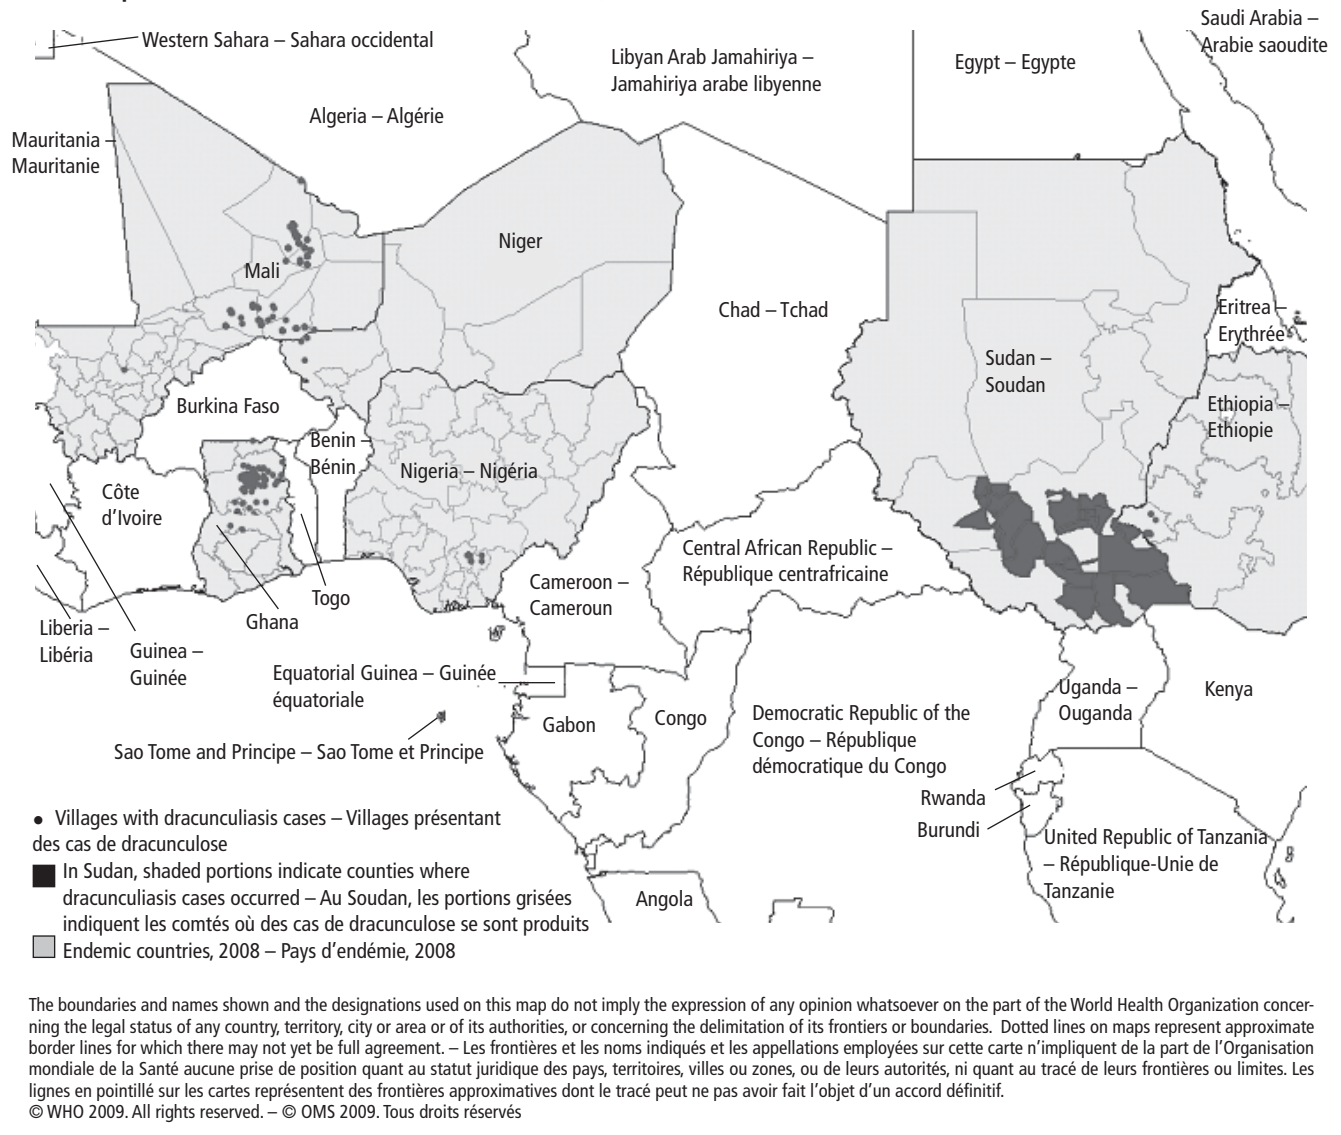 Saudi Arabia –
Arabie saoudite
Western Sahara – Sahara occidental
Libyan Arab Jamahiriya –
Jamahiriya arabe libyenne
Egypt – Egypte
Algeria – Algérie
Mauritania –
Mauritanie
Niger
Mali
Chad – Tchad
Eritrea –
Erythrée
Sudan –
Soudan
Burkina Faso
Ethiopia –
Ethiopie
Benin –
Bénin
Nigeria – Nigéria
Côte
d’Ivoire
Central African Republic –
République centrafricaine
Cameroon –
Cameroun
Togo
Ghana
Liberia –
Libéria
Guinea –
Guinée
Equatorial Guinea – Guinée
équatoriale
Uganda –
Ouganda
Kenya
Gabon
Congo
Democratic Republic of the
Congo – République
démocratique du Congo
Sao Tome and Principe – Sao Tome et Principe
Rwanda
Burundi
United Republic of Tanzania
– République-Unie de
Tanzanie
Angola
● Villages with dracunculiasis cases – Villages présentant
des cas de dracunculose
In Sudan, shaded portions indicate counties where
dracunculiasis cases occurred – Au Soudan, les portions grisées
indiquent les comtés où des cas de dracunculose se sont produits
Endemic countries, 2008 – Pays d’endémie, 2008
The boundaries and names shown and the designations used on this map do not imply the expression of any opinion whatsoever on the part of the World Health Organization concer-
ning the legal status of any country, territory, city or area or of its authorities, or concerning the delimitation of its frontiers or boundaries. Dotted lines on maps represent approximate
border lines for which there may not yet be full agreement. – Les frontières et les noms indiqués et les appellations employées sur cette carte n’impliquent de la part de l’Organisation
mondiale de la Santé aucune prise de position quant au statut juridique des pays, territoires, villes ou zones, ou de leurs autorités, ni quant au tracé de leurs frontières ou limites. Les
lignes en pointillé sur les cartes représentent des frontières approximatives dont le tracé peut ne pas avoir fait l’objet d’un accord définitif.
© WHO 2009. All rights reserved. – © OMS 2009. Tous droits réservés